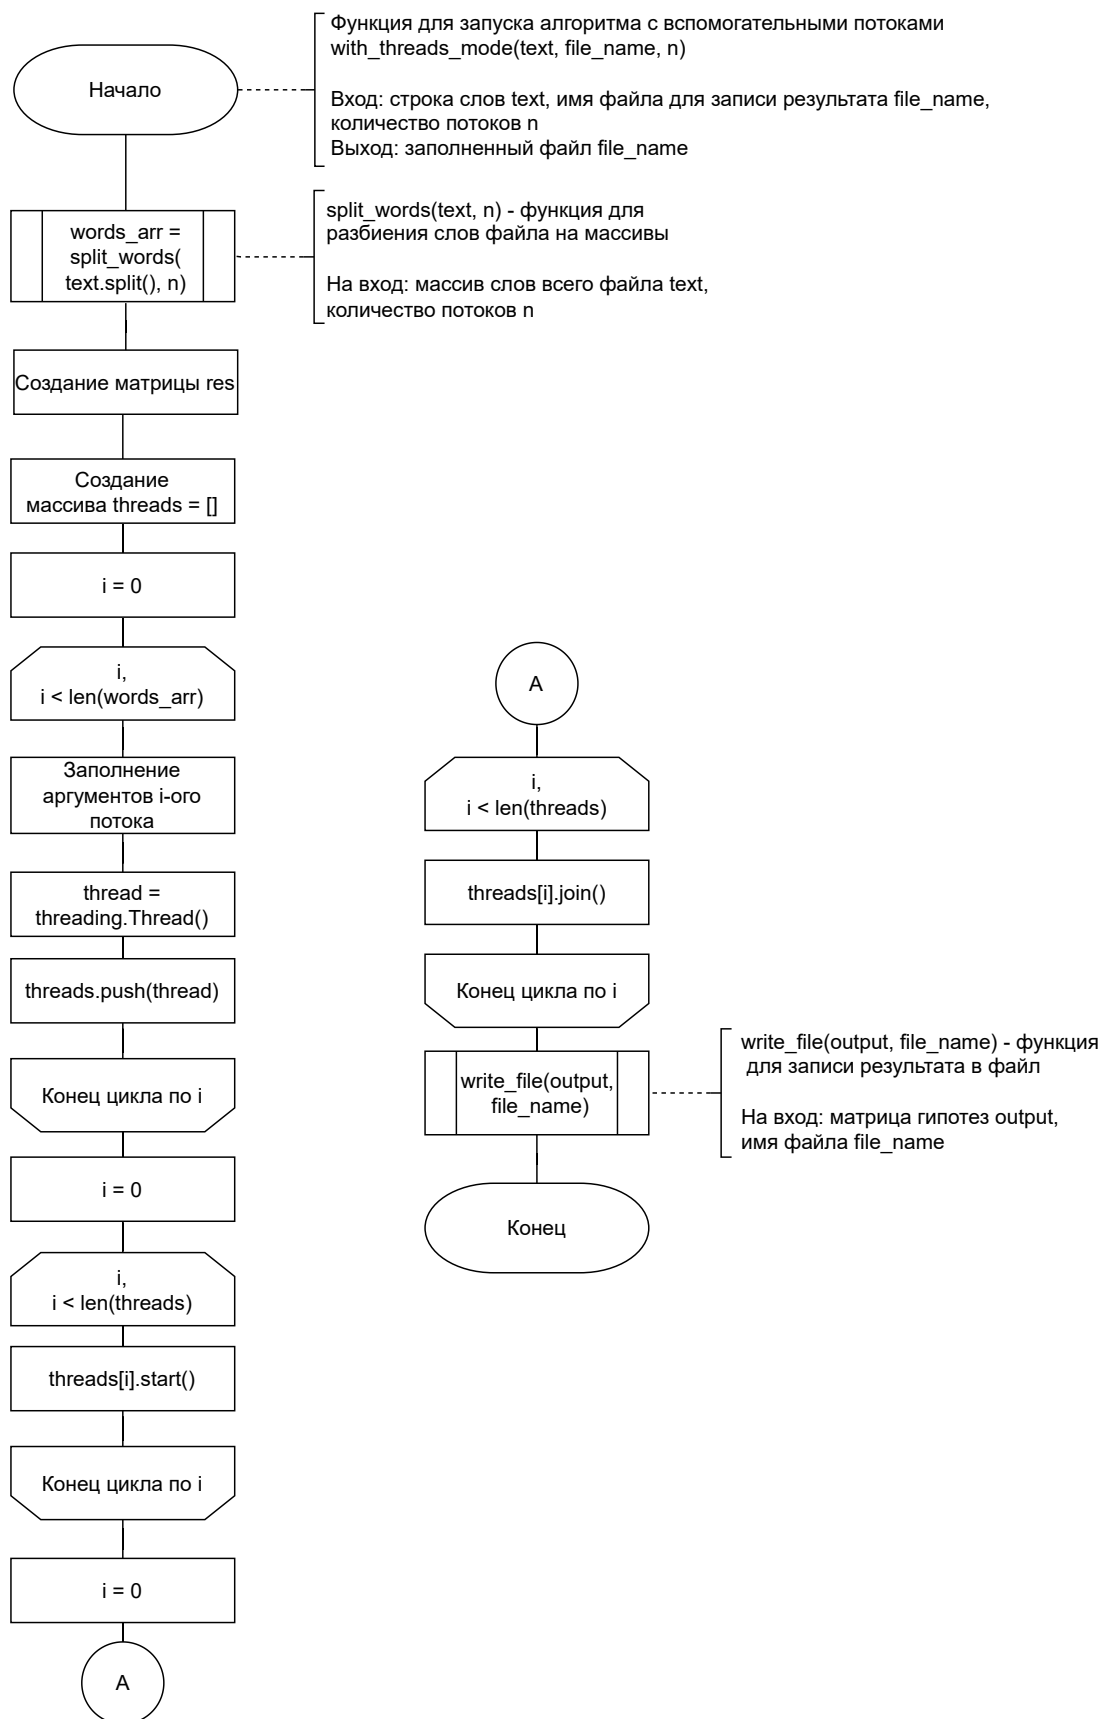 Начало
Функция для запуска алгоритма с вспомогательными потоками
with_threads_mode(text, file_name, n)
Вход: строка слов text, имя файла для записи результата file_name,
количество потоков n
Выход: заполненный файл file_name
words_arr =
split_words(
text.split(), n)
split_words(text, n) - функция для
разбиения слов файла на массивы
На вход: массив слов всего файла text,
количество потоков n
Создание матрицы res
Создание
массива threads = []
i = 0
i,
i < len(words_arr)
Заполнение
аргументов i-ого
потока
thread =
threading.Thread()
threads.push(thread)
Конец цикла по i
i = 0
i,
i < len(threads)
threads[i].start()
Конец цикла по i
i = 0
A
A
i,
i < len(threads)
threads[i].join()
Конец цикла по i
write_file(output,
file_name)
write_file(output, file_name) - функция
для записи результата в файл
На вход: матрица гипотез output,
имя файла file_name
Конец